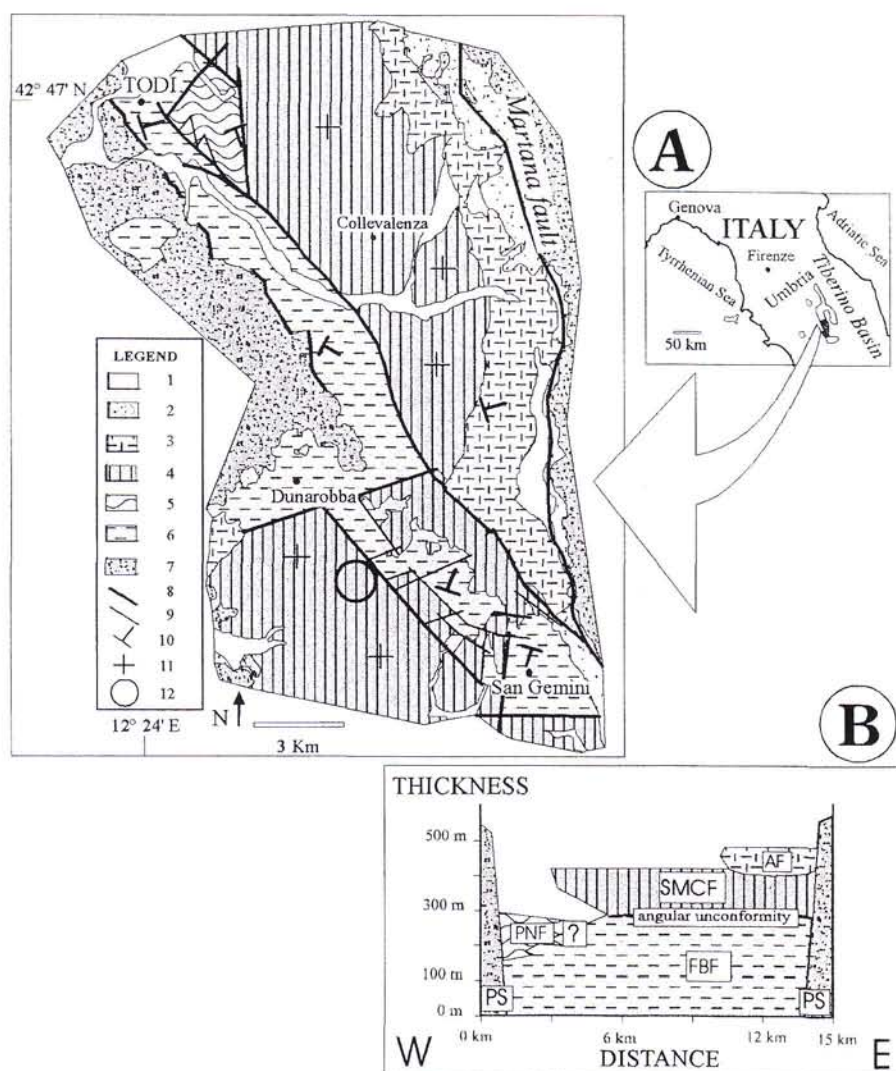 42° 47' N
TODI
Martana fault
Collevalenza
Dunarobba
San Gemini
LEGEND
1
2
3
4
5
6
7
8
9
10
11
12
12° 24' E
N
3 Km
A
Genova
ITALY
Adriatic Sea
Firenze
Tyrrhenian Sea
Umbria
Tiberino Basin
50 km
B
THICKNESS
500 m
300 m
100 m
0 m
AF
SMCF
angular unconformity
PNF
?
FBF
PS
PS
0 km
6 km
12 km
15 km
W
DISTANCE
E